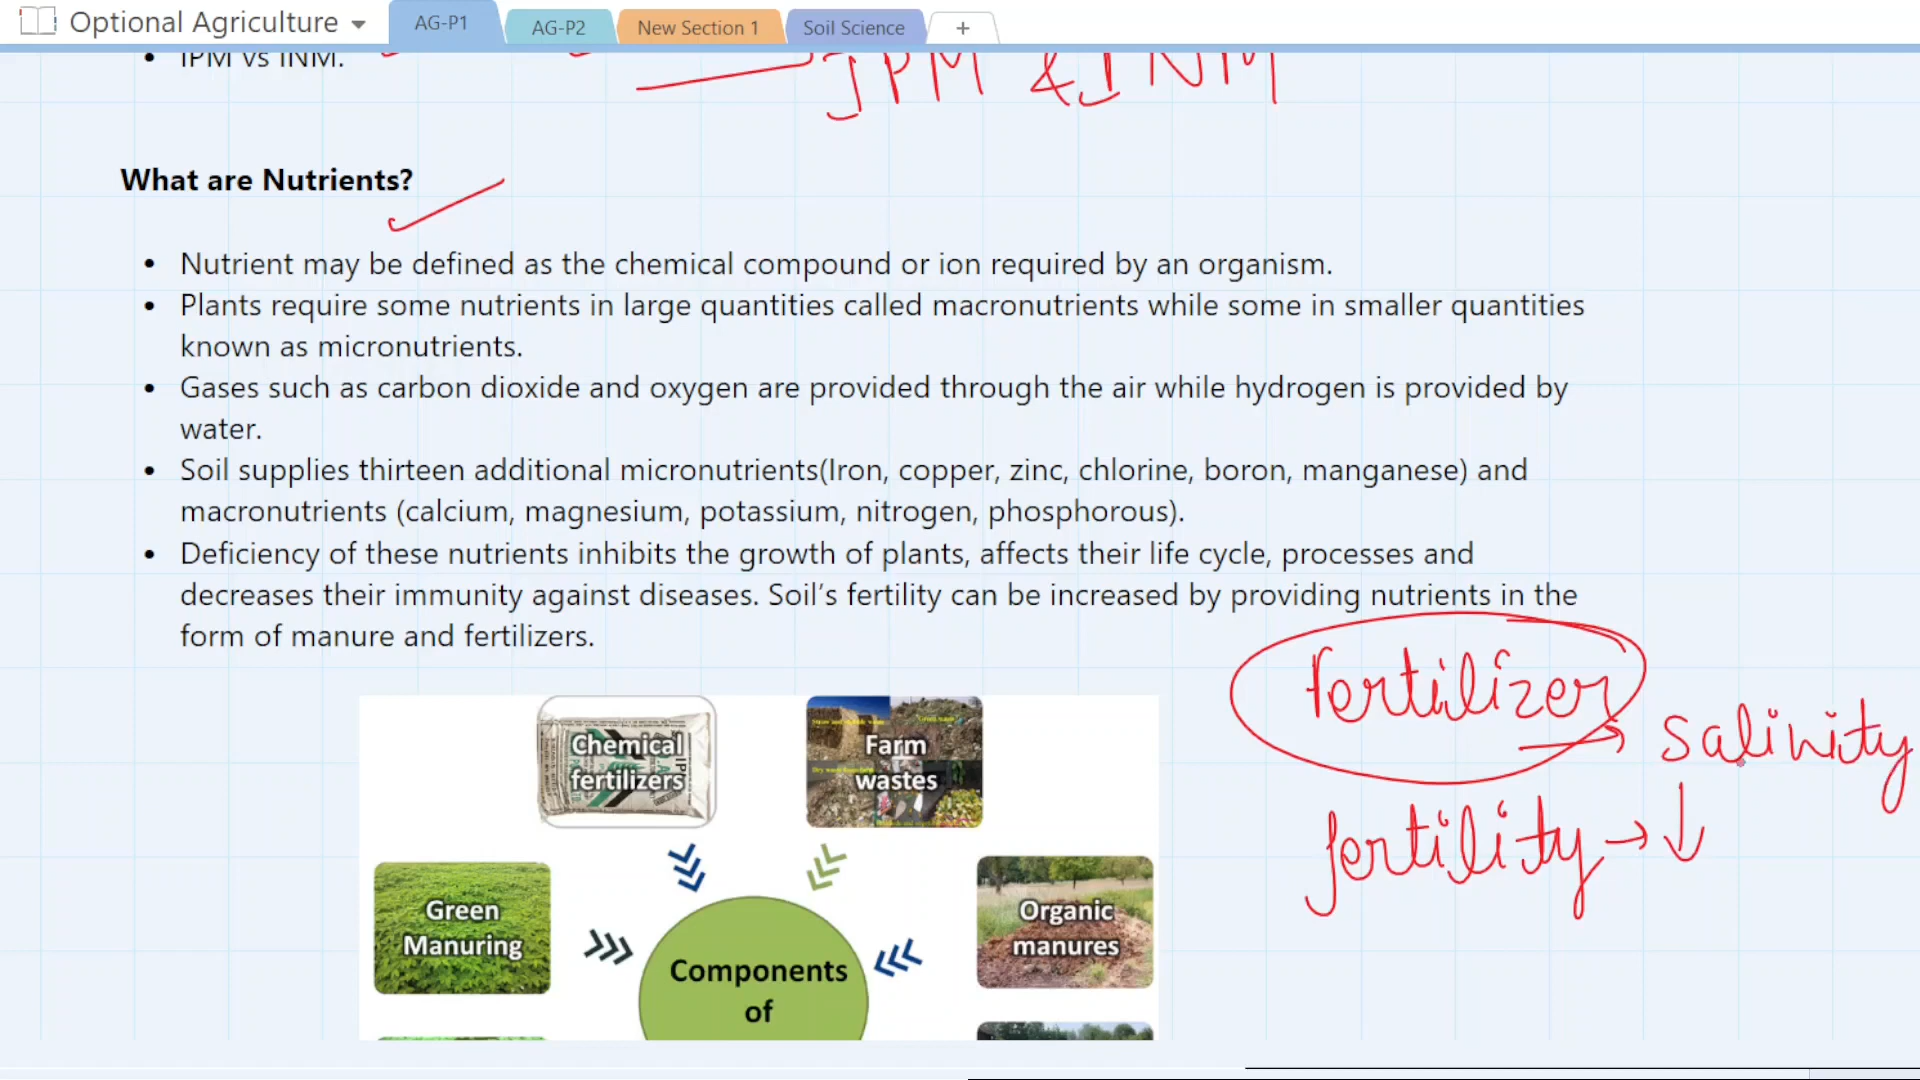 Optional Agriculture
AG-P1
AG-P2
New Section 1
Soil Science
+
• IPM vs INM.
IPM & INM
What are Nutrients?
• Nutrient may be defined as the chemical compound or ion required by an organism.
• Plants require some nutrients in large quantities called macronutrients while some in smaller quantities
known as micronutrients.
• Gases such as carbon dioxide and oxygen are provided through the air while hydrogen is provided by
water.
• Soil supplies thirteen additional micronutrients(Iron, copper, zinc, chlorine, boron, manganese) and
macronutrients (calcium, magnesium, potassium, nitrogen, phosphorous).
• Deficiency of these nutrients inhibits the growth of plants, affects their life cycle, processes and
decreases their immunity against diseases. Soil's fertility can be increased by providing nutrients in the
form of manure and fertilizers.
fertilizer
→ salinity
fertility → ↓
Chemical
fertilizers
Farm
wastes
Green
Manuring
Organic
manures
Components
of